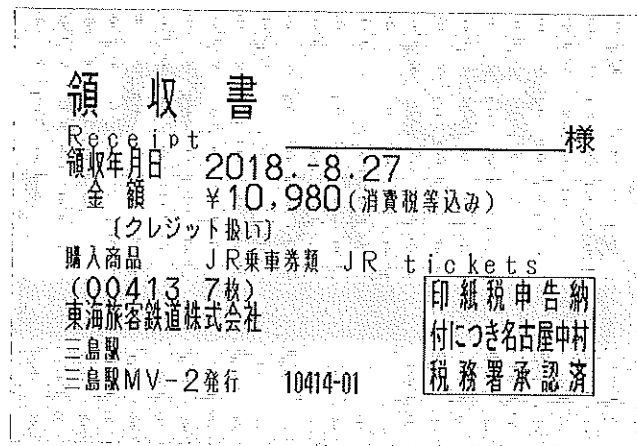 領収書
Receipt 様
領収年月日 2018.-8.27
金額 ¥10,980(消費税等込み)
〔クレジット扱い〕
購入商品 JR乗車券類 JR tickets
(00413 7枚)
東海旅客鉄道株式会社
三島駅
三島駅MV-2発行 10414-01
印紙税申告納
付につき名古屋中村
税務署承認済